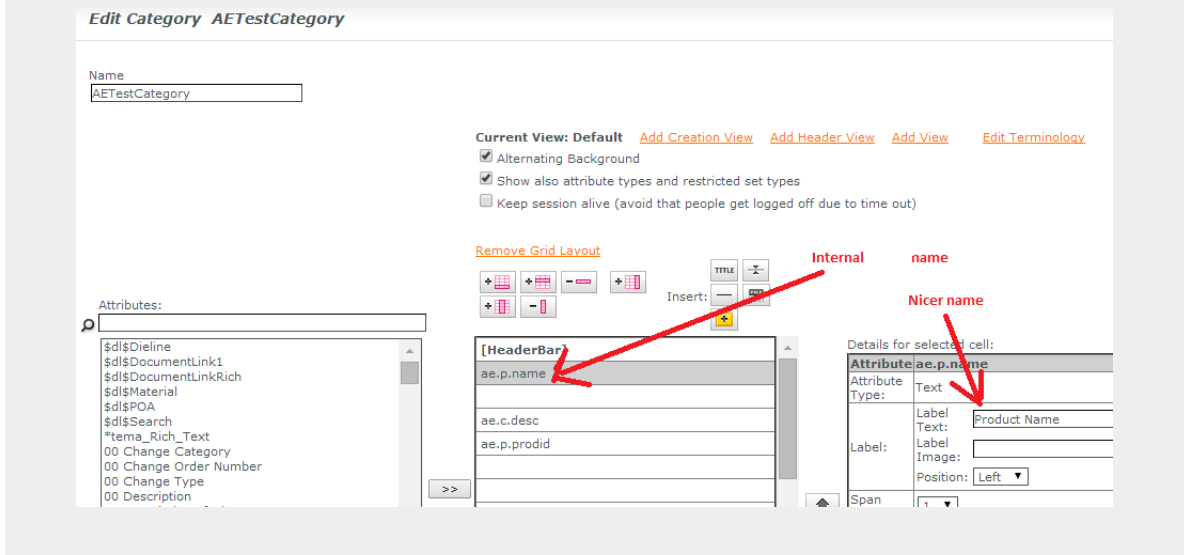 Edit Category AETestCategory
Name
AETestCategory
Current View: Default Add Creation View Add Header View Add View Edit Terminology
Alternating Background
Show also attribute types and restricted set types
Keep session alive (avoid that people get logged off due to time out)
Remove Grid Layout
Internal name
TITLE
Insert:
Nicer name
Attributes:
$dl$Dieline
$dl$DocumentLink1
$dl$DocumentLinkRich
$dl$Material
$dl$POA
$dl$Search
*tema_Rich_Text
00 Change Category
00 Change Order Number
00 Change Type
00 Description
>>
[HeaderBar]
ae.p.name
ae.c.desc
ae.p.prodid
Details for selected cell:
Attribute ae.p.name
Attribute Type: Text
Label:
Label Text: Product Name
Label Image:
Position: Left
Span 1